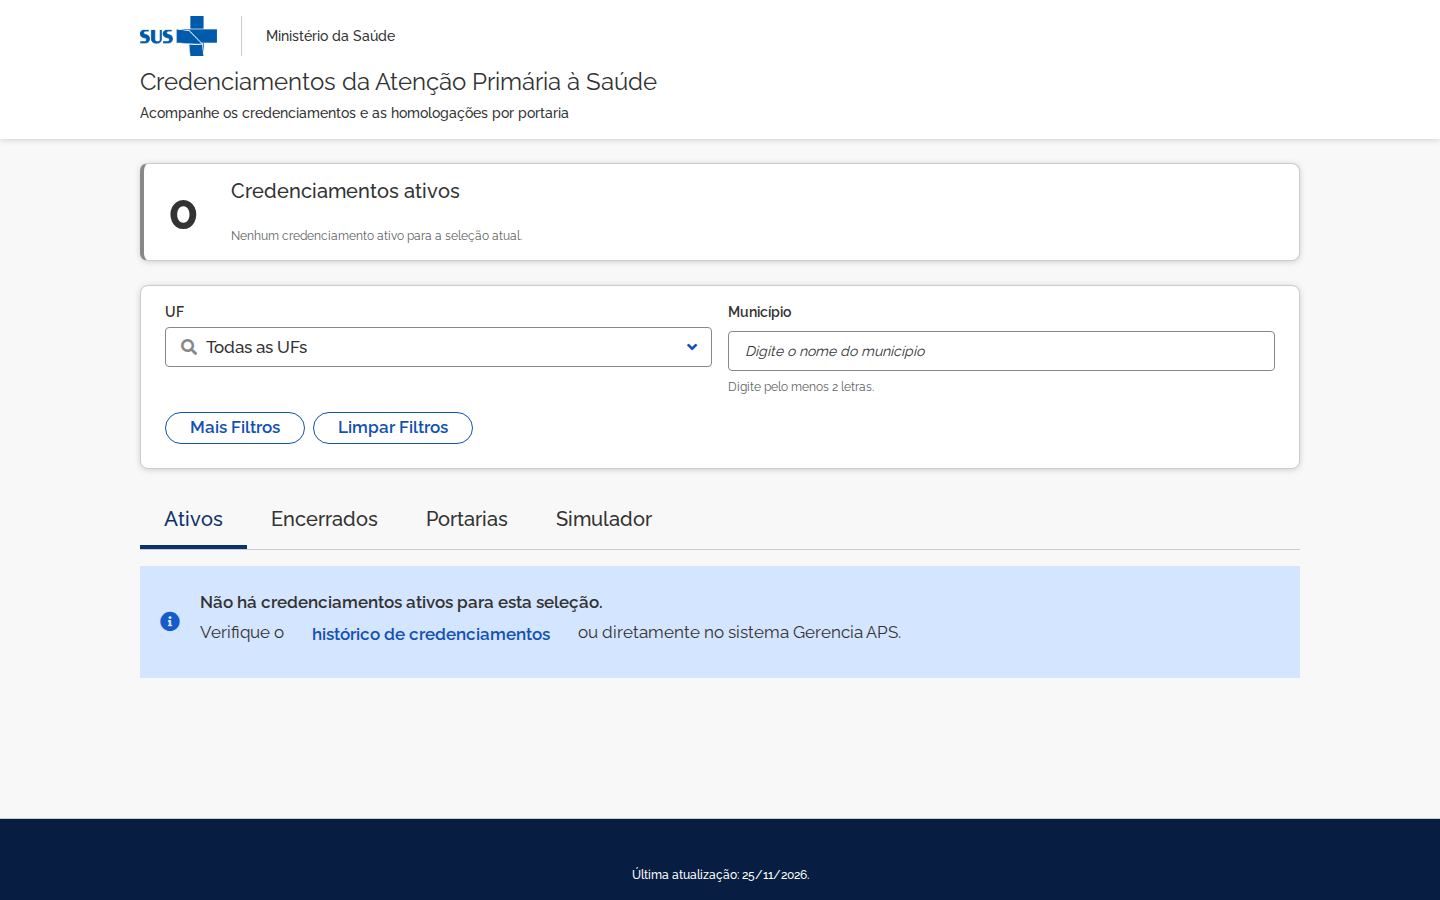 SUS
Ministério da Saúde
Credenciamentos da Atenção Primária à Saúde
Acompanhe os credenciamentos e as homologações por portaria
0
Credenciamentos ativos
Nenhum credenciamento ativo para a seleção atual.
UF
Município
Todas as UFs
Digite o nome do município
Digite pelo menos 2 letras.
Mais Filtros
Limpar Filtros
Ativos
Encerrados
Portarias
Simulador
Não há credenciamentos ativos para esta seleção.
Verifique o histórico de credenciamentos ou diretamente no sistema Gerencia APS.
Última atualização: 25/11/2026.